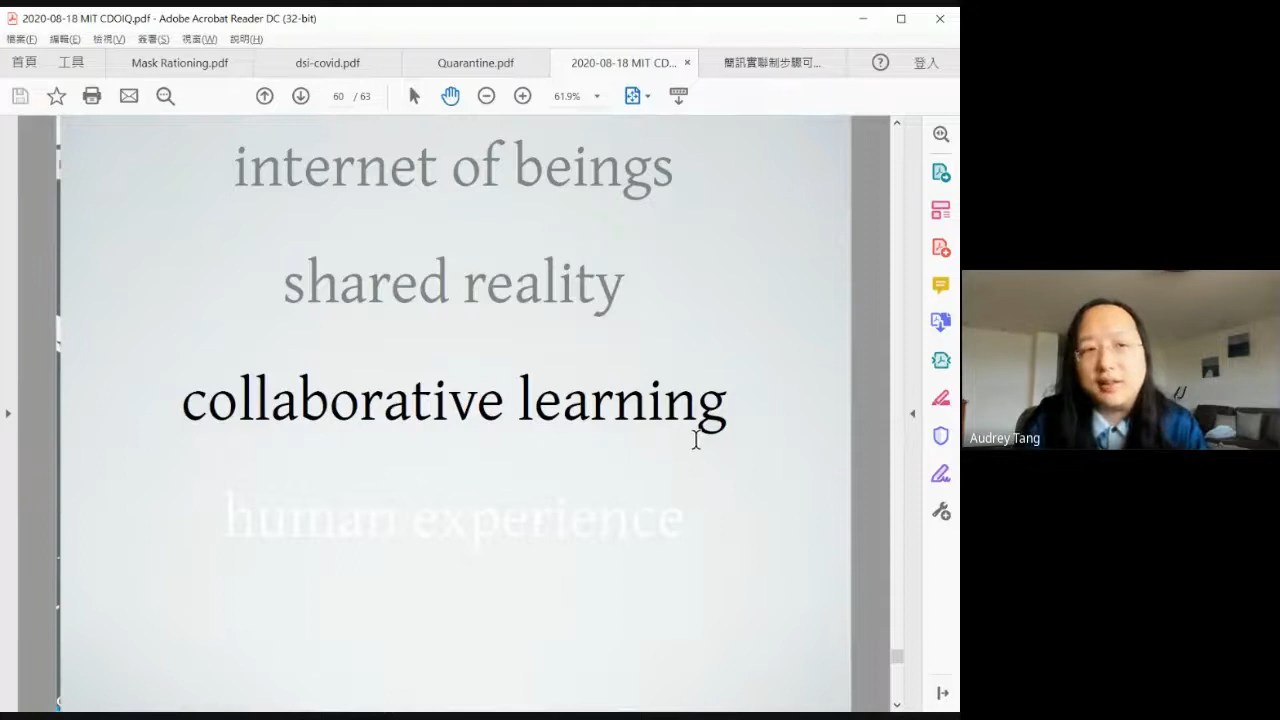 2020-08-18 MIT CDOIQ.pdf - Adobe Acrobat Reader DC (32-bit)
檔案(F) 編輯(E) 檢視(V) 簽署(S) 視窗(W) 說明(H)
首頁 工具 Mask Rationing.pdf dsi-covid.pdf Quarantine.pdf 2020-08-18 MIT CD... × 簡訊實聯制步驟可... 登入
60 / 63 61.9%
internet of beings
shared reality
collaborative learning
human experience
Audrey Tang